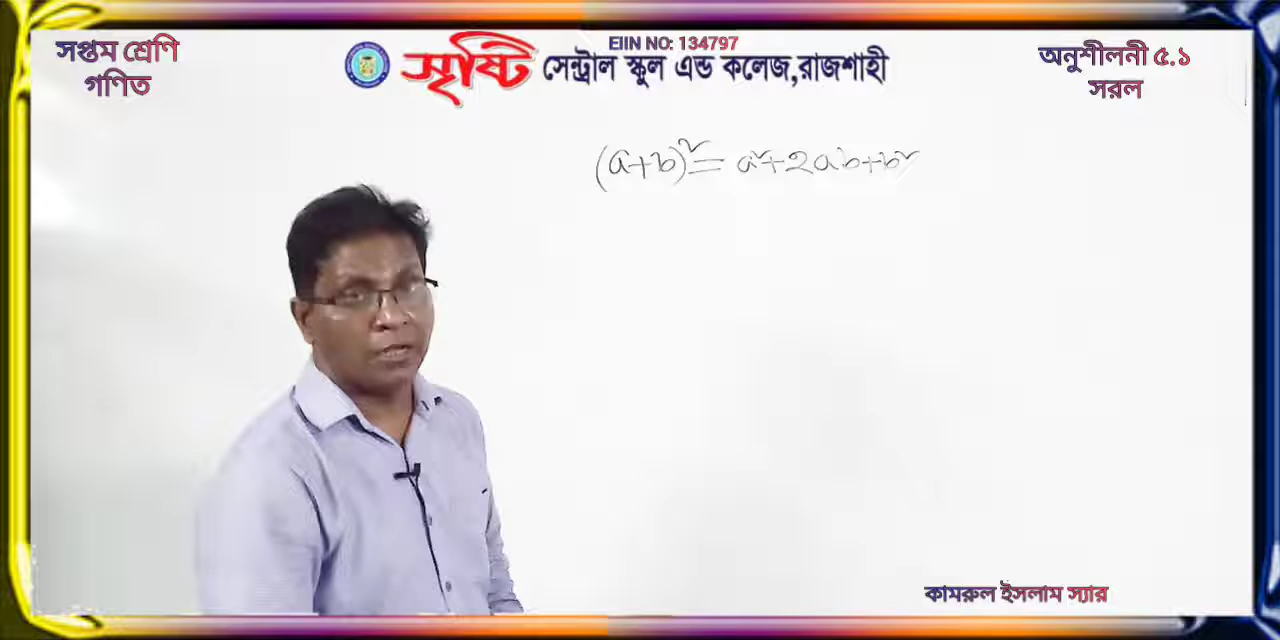 সপ্তম শ্রেণি
গণিত
EIIN NO: 134797
সৃষ্টি সেন্ট্রাল স্কুল এন্ড কলেজ,রাজশাহী
অনুশীলনী ৫.১
সরল
(a+b)² = a²+2ab+b²
কামরুল ইসলাম স্যার